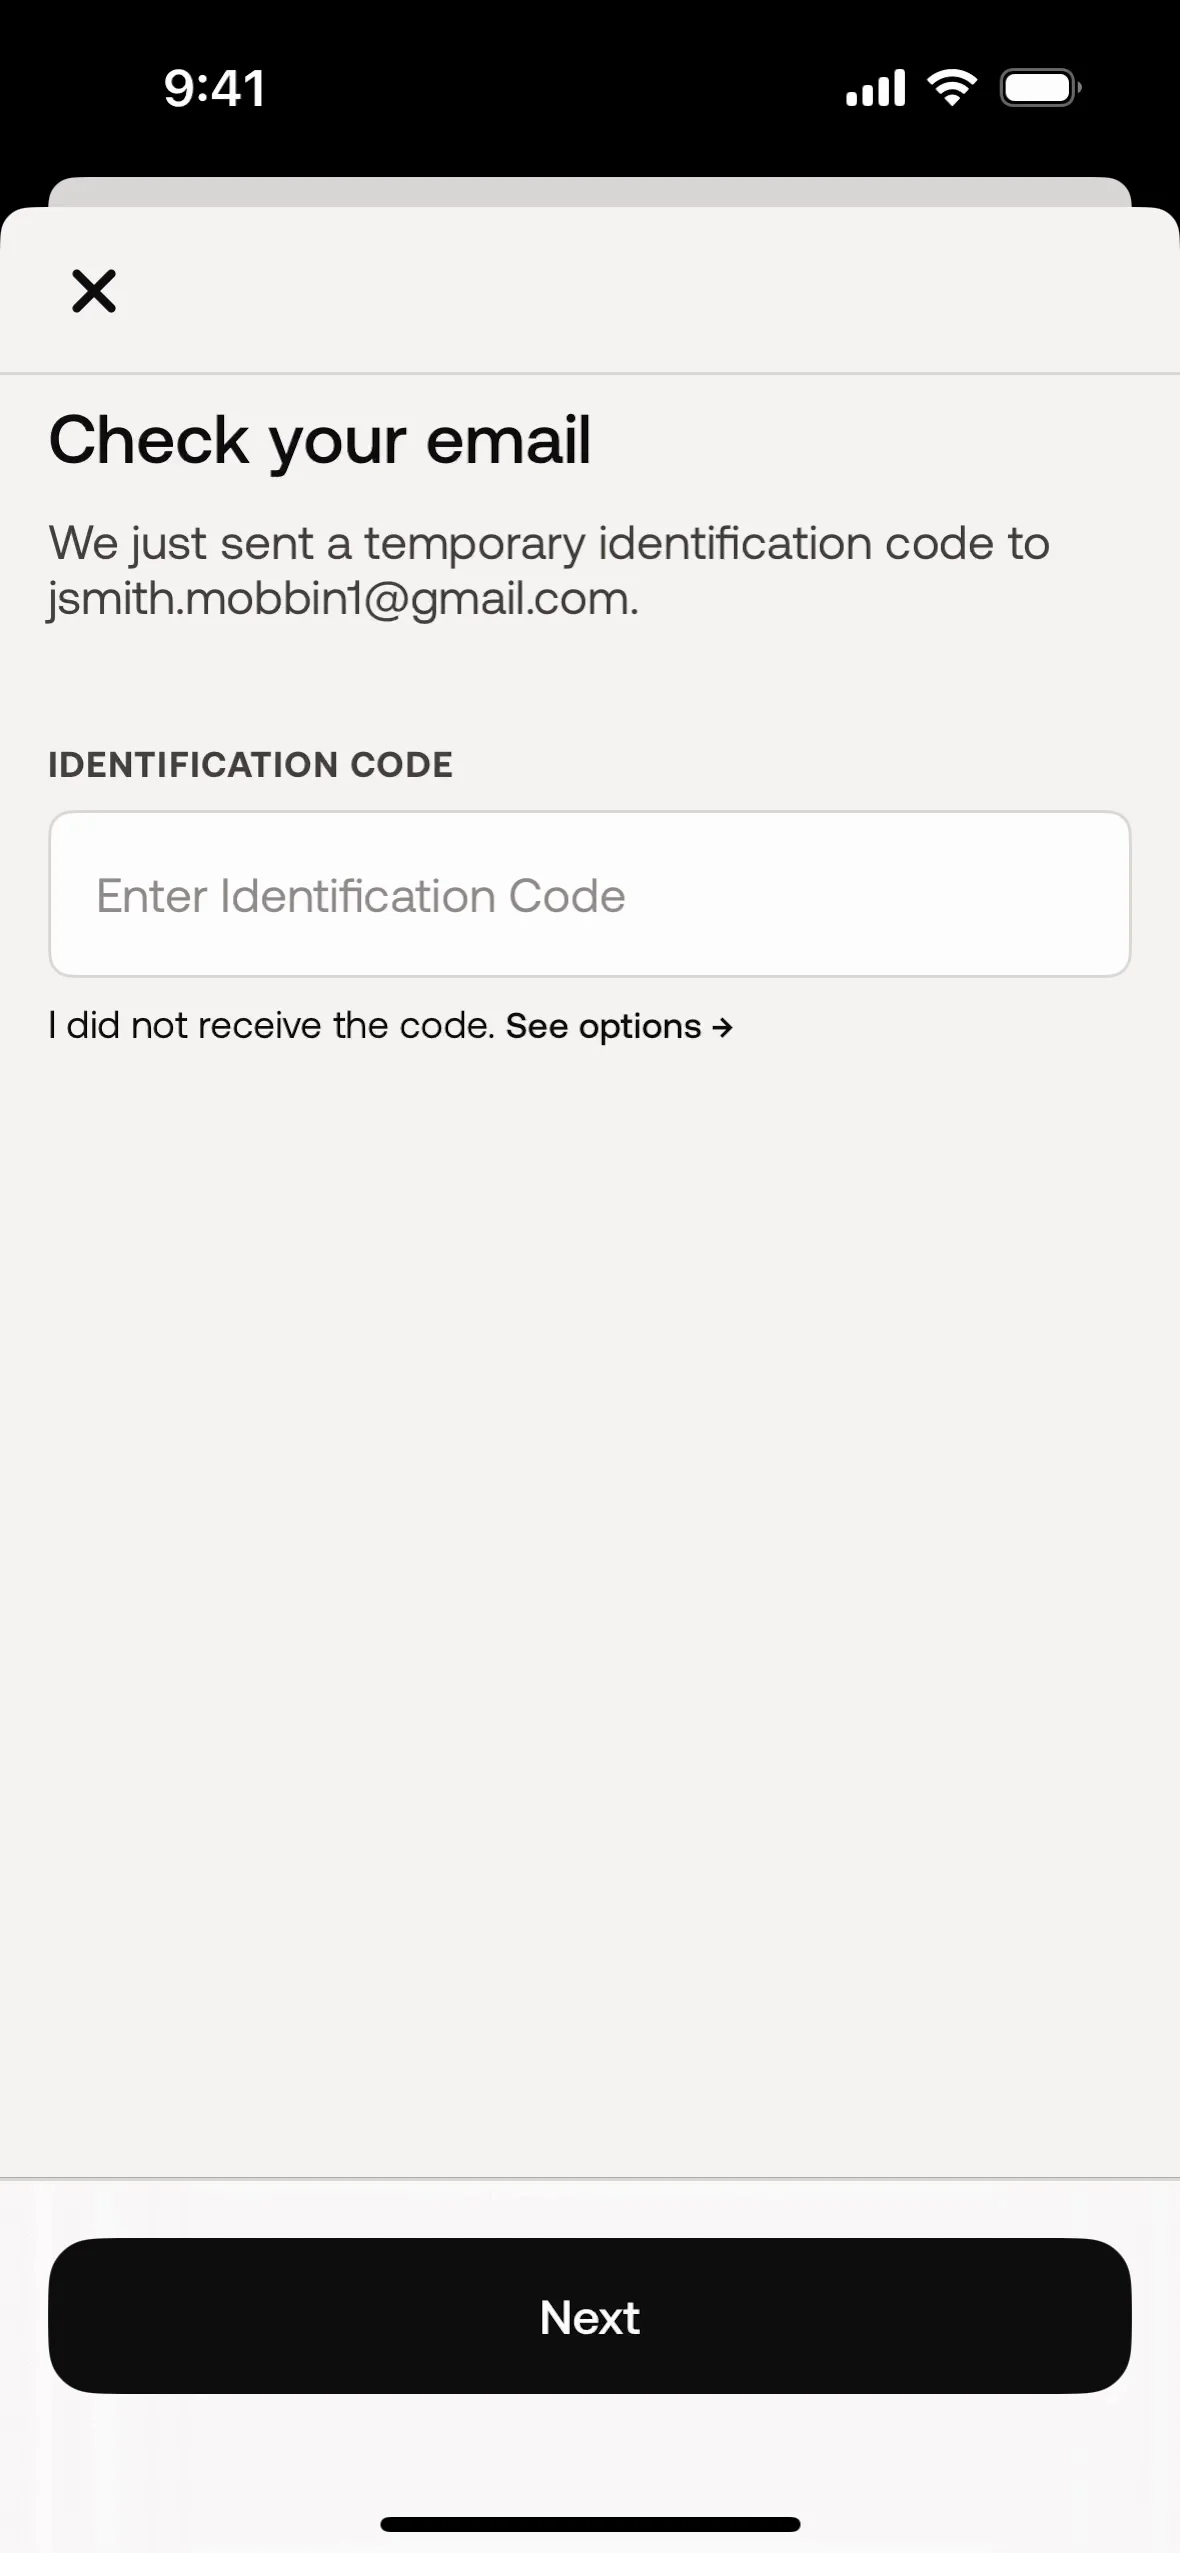 9:41
Check your email
We just sent a temporary identification code to
jsmith.mobbin1@gmail.com.
IDENTIFICATION CODE
Enter Identification Code
I did not receive the code. See options →
Next